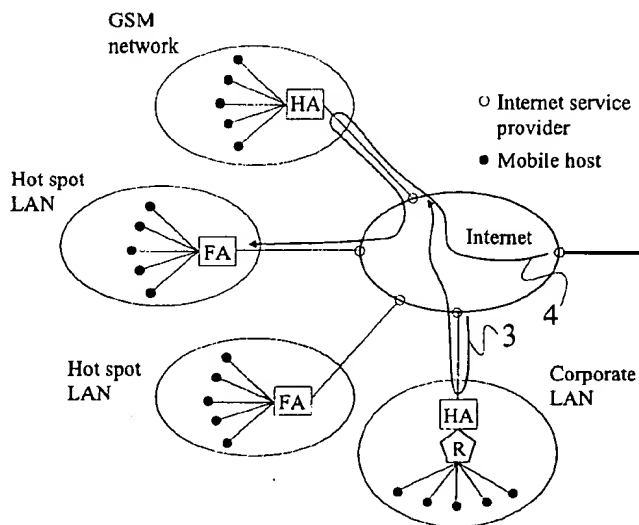 GSM
network
HA
Internet service
provider
Mobile host
Hot spot
LAN
FA
Internet
4
3
Hot spot
LAN
FA
Corporate
LAN
HA
R